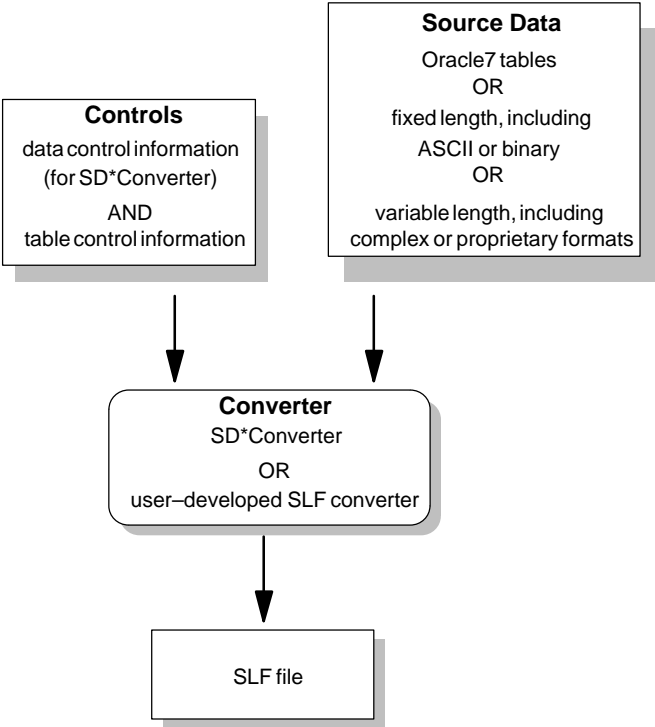 Controls
data control information
(for SD*Converter)
AND
table control information
Source Data
Oracle7 tables
OR
fixed length, including
ASCII or binary
OR
variable length, including
complex or proprietary formats
Converter
SD*Converter
OR
user–developed SLF converter
SLF file